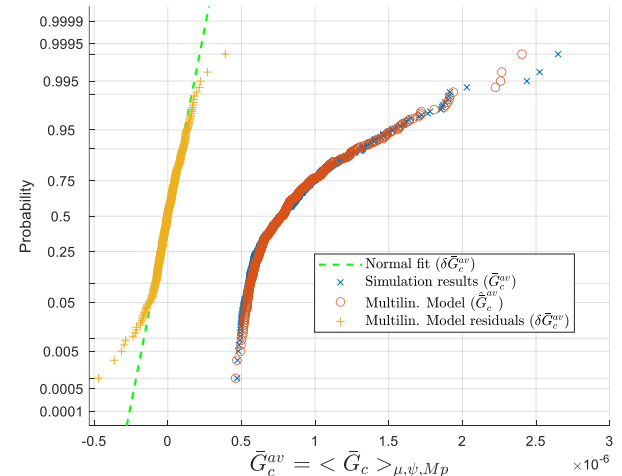 0.9999
0.9995
0.995
0.95
0.75
0.5
0.25
0.05
0.005
0.0005
0.0001
Probability
Normal fit (δḠ_c^{av})
Simulation results (Ḡ_c^{av})
Multilin. Model (Ḡ̂_c^{av})
Multilin. Model residuals (δḠ_c^{av})
-0.5 0 0.5 1 1.5 2 2.5 3
×10^{-6}
Ḡ_c^{av} = < Ḡ_c >_{μ,ψ,Mp}